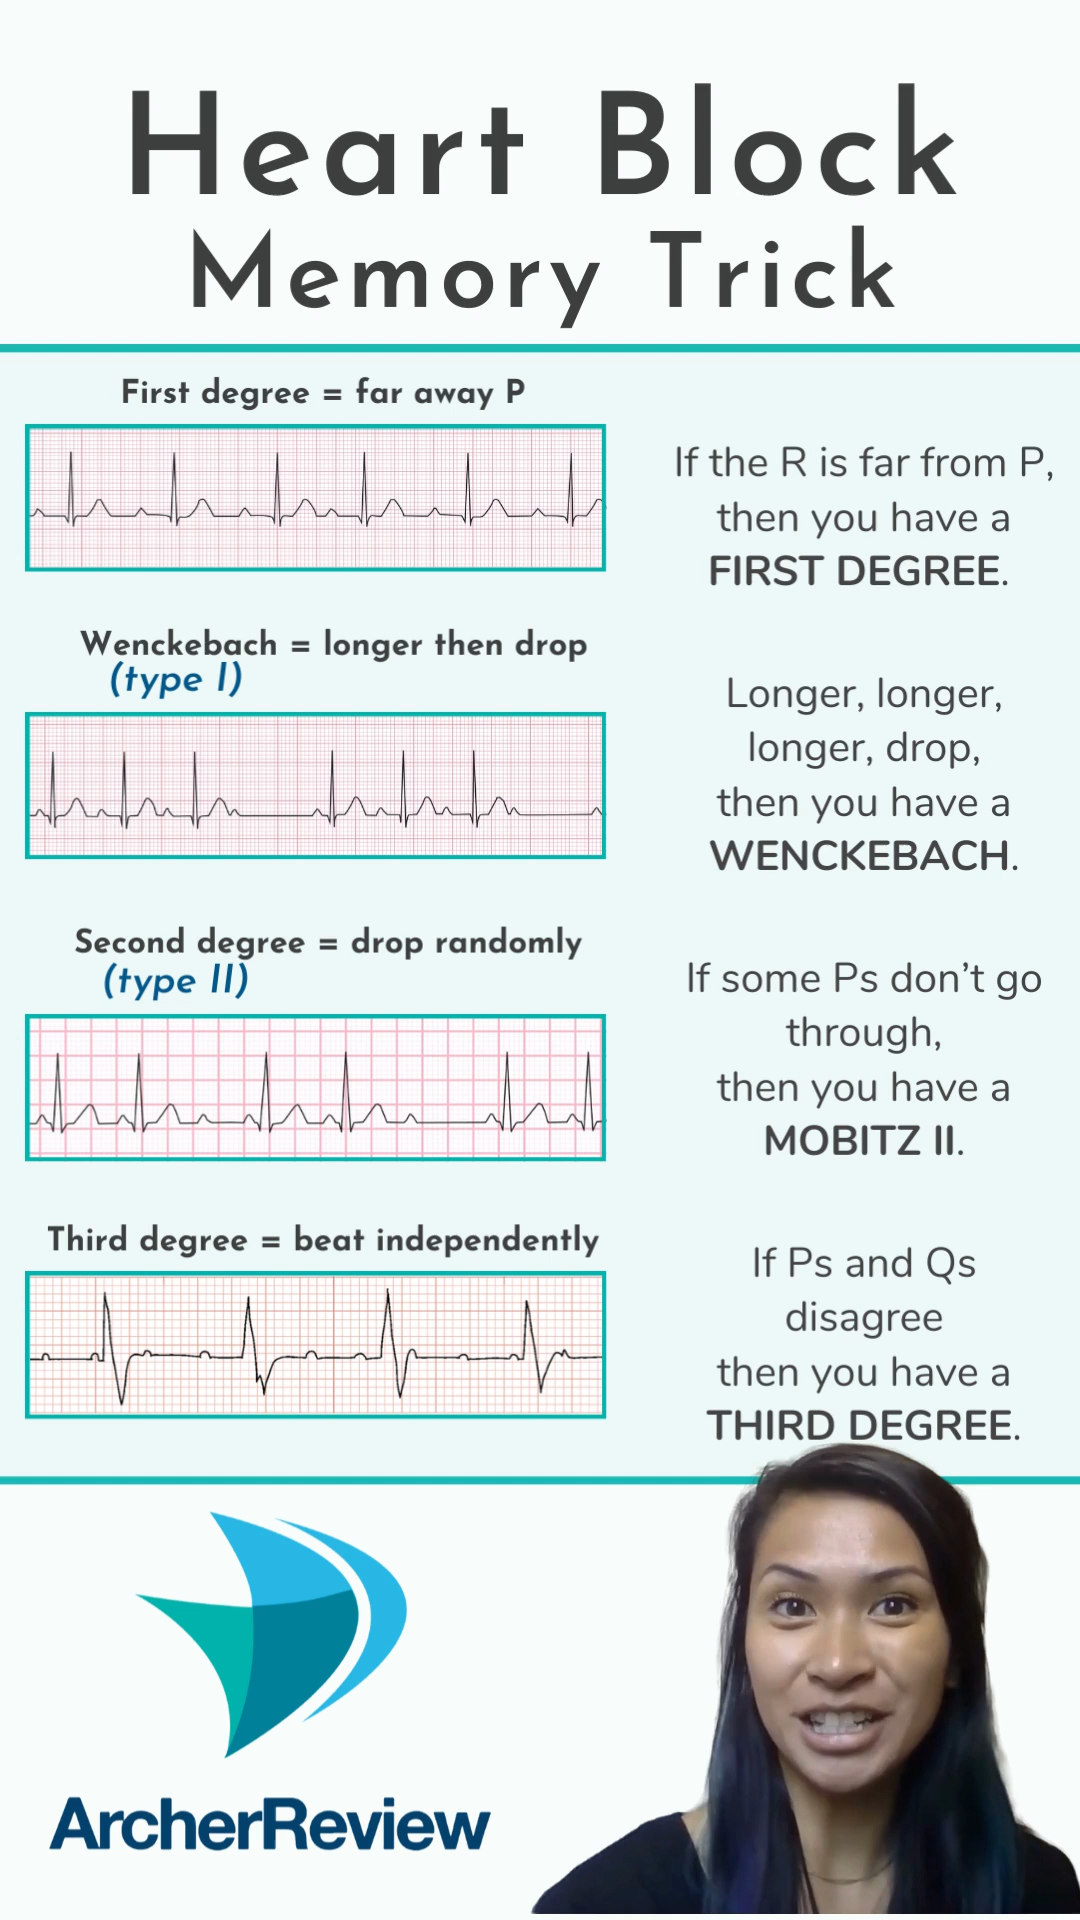 Heart Block
Memory Trick
First degree = far away P
If the R is far from P,
then you have a
FIRST DEGREE.
Wenckebach = longer then drop
(type I)
Longer, longer,
longer, drop,
then you have a
WENCKEBACH.
Second degree = drop randomly
(type II)
If some Ps don’t go
through,
then you have a
MOBITZ II.
Third degree = beat independently
If Ps and Qs
disagree
then you have a
THIRD DEGREE.
ArcherReview